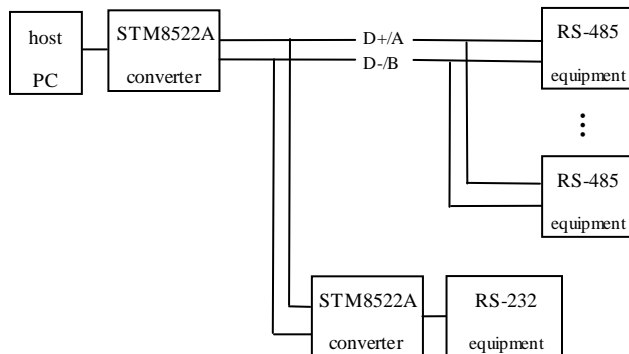 host
PC
STM8522A
converter
D+/A
D-/B
RS-485
equipment
RS-485
equipment
STM8522A
converter
RS-232
equipment